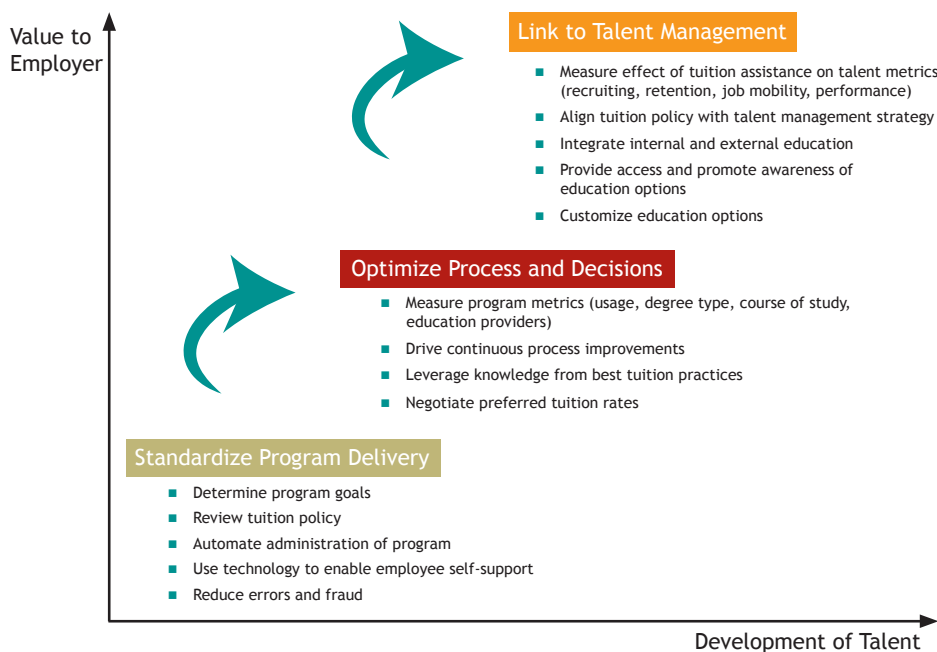 Value to
Employer
Link to Talent Management
Measure effect of tuition assistance on talent metrics
(recruiting, retention, job mobility, performance)
Align tuition policy with talent management strategy
Integrate internal and external education
Provide access and promote awareness of
education options
Customize education options
Optimize Process and Decisions
Measure program metrics (usage, degree type, course of study,
education providers)
Drive continuous process improvements
Leverage knowledge from best tuition practices
Negotiate preferred tuition rates
Standardize Program Delivery
Determine program goals
Review tuition policy
Automate administration of program
Use technology to enable employee self-support
Reduce errors and fraud
Development of Talent